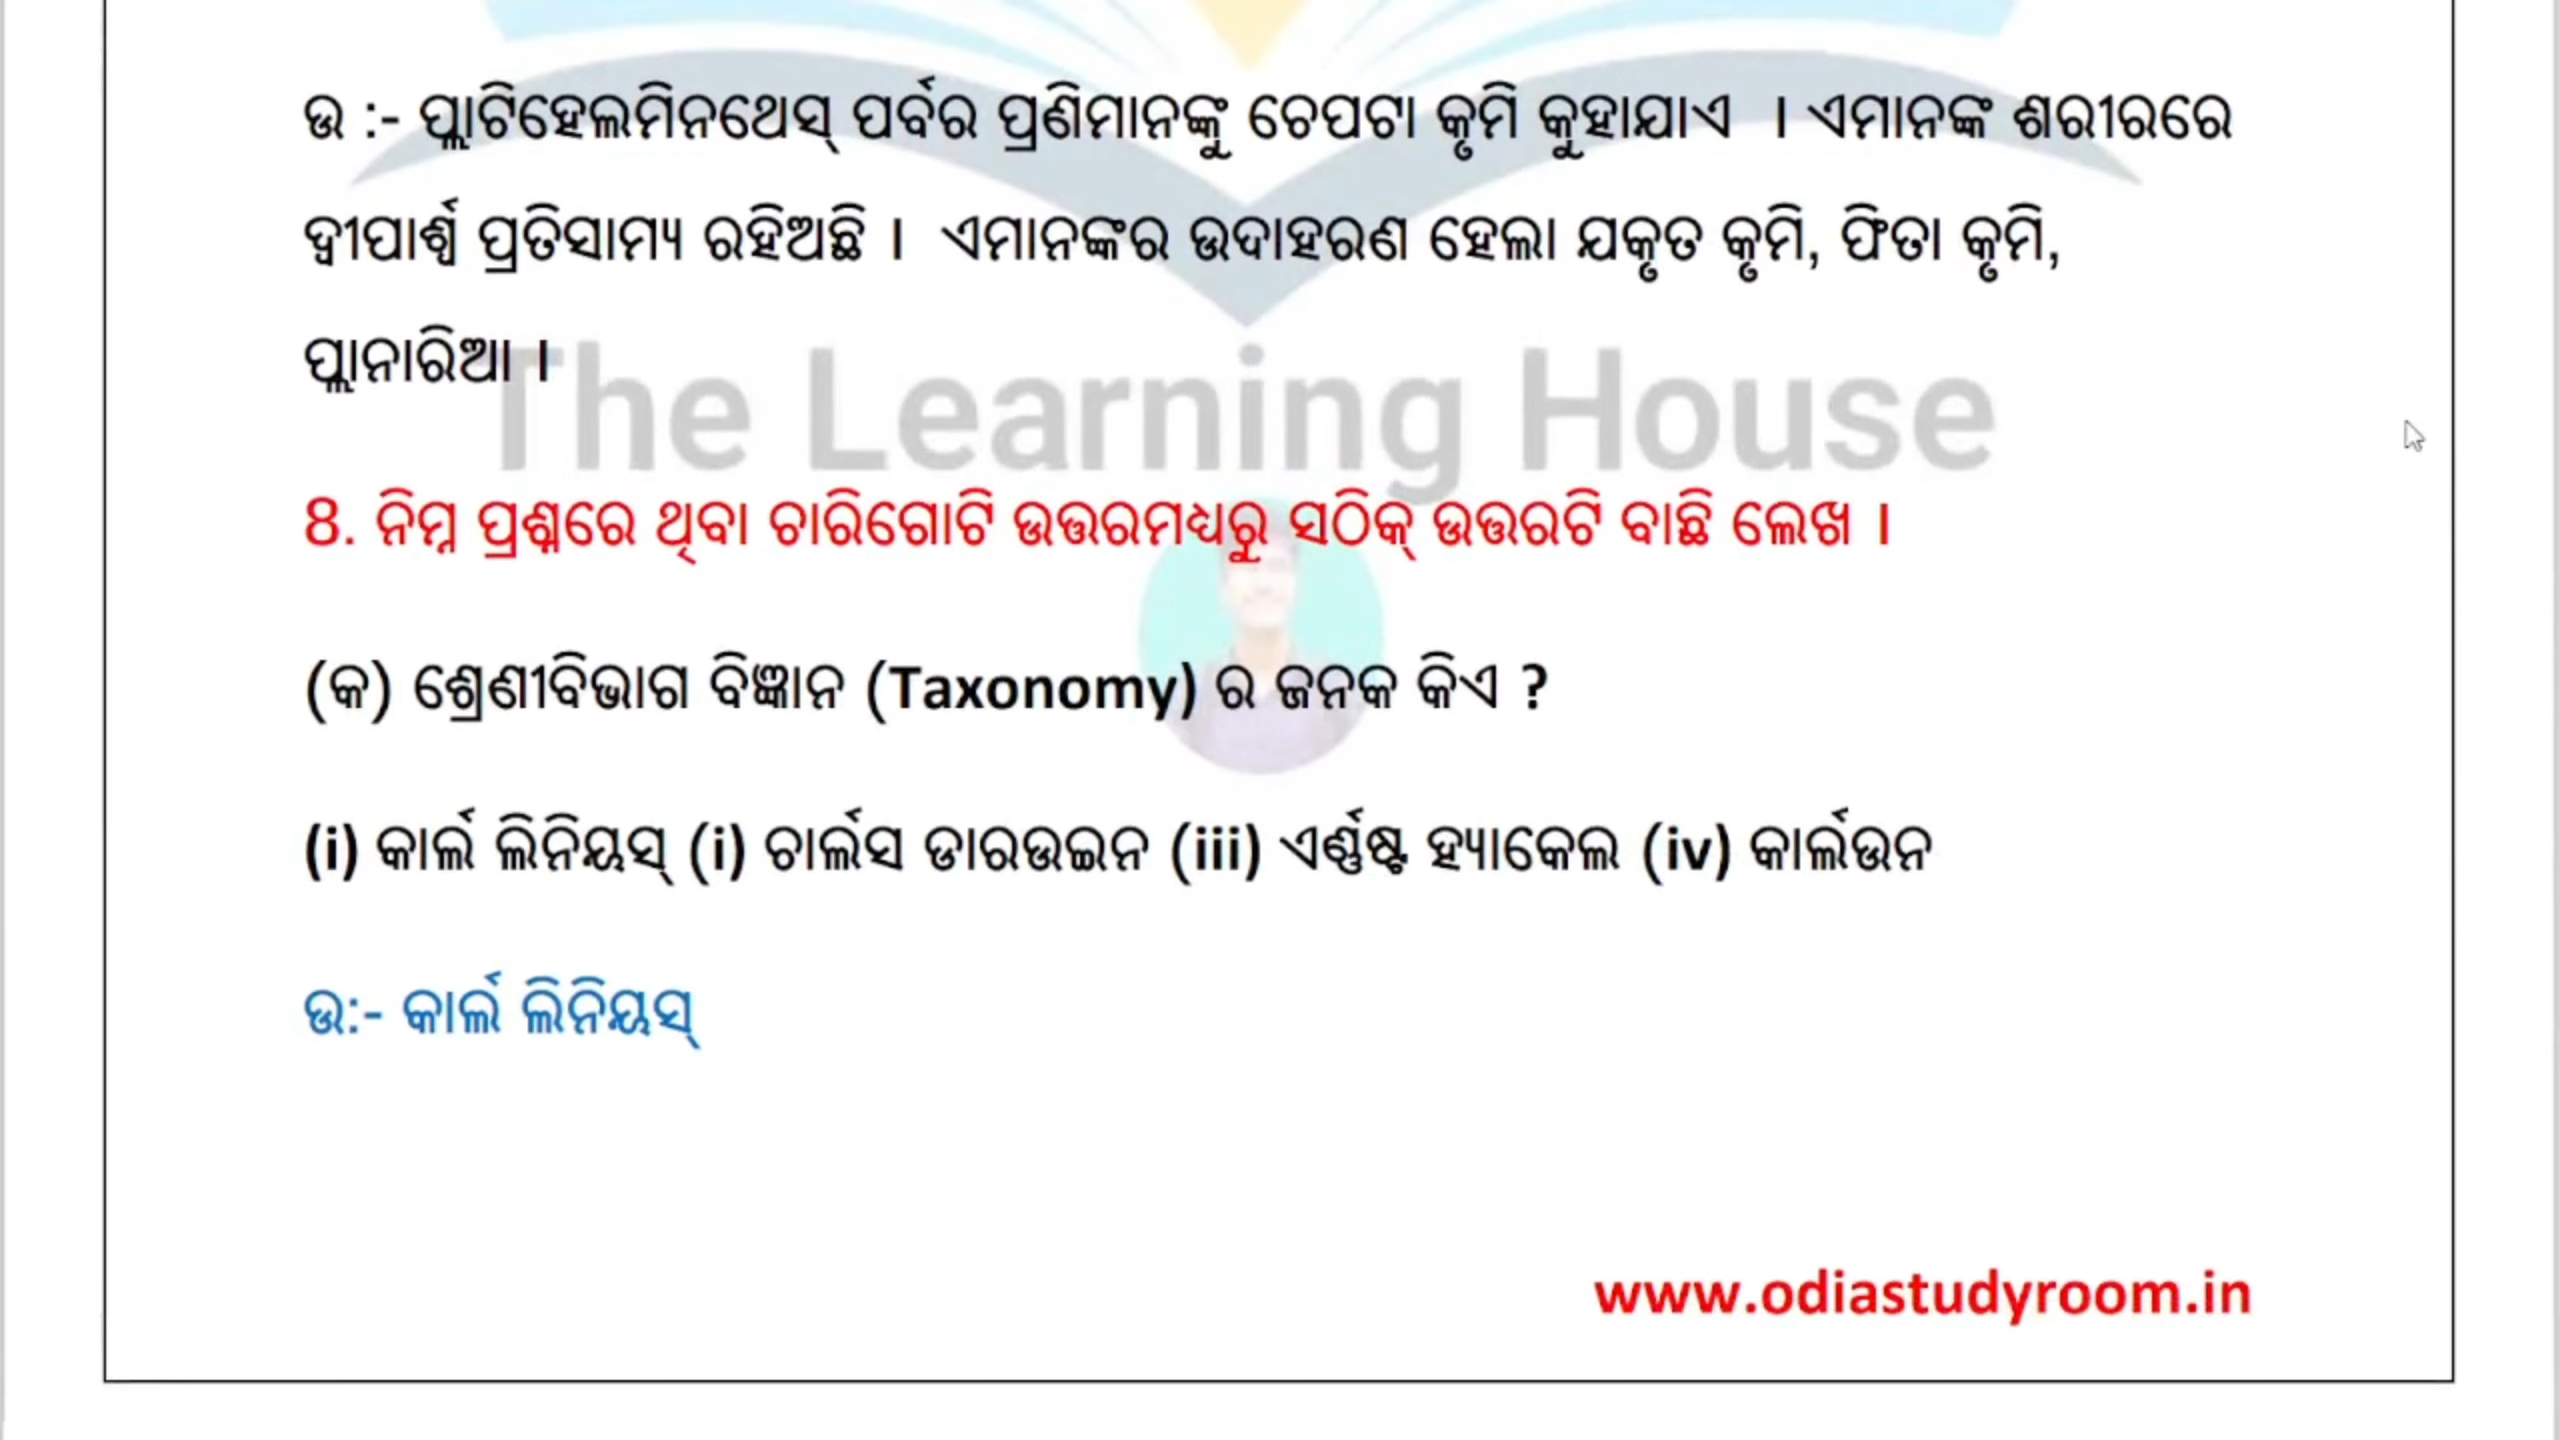 ଉ :- ପ୍ଲାଟିହେଲମିନଥେସ୍ ପର୍ବର ପ୍ରଣିମାନଙ୍କୁ ଚେପଟା କୃମି କୁହାଯାଏ । ଏମାନଙ୍କ ଶରୀରରେ
ଦ୍ୱୀପାର୍ଶ୍ଵ ପ୍ରତିସାମ୍ୟ ରହିଅଛି । ଏମାନଙ୍କର ଉଦାହରଣ ହେଲା ଯକୃତ କୃମି, ଫିତା କୃମି,
ପ୍ଲାନାରିଆ ।
The Learning House
8. ନିମ୍ନ ପ୍ରଶ୍ନରେ ଥିବା ଚାରିଗୋଟି ଉତ୍ତରମଧ୍ୟରୁ ସଠିକ୍ ଉତ୍ତରଟି ବାଛି ଲେଖ ।
(କ) ଶ୍ରେଣୀବିଭାଗ ବିଜ୍ଞାନ (Taxonomy) ର ଜନକ କିଏ ?
(i) କାର୍ଲ ଲିନିୟସ୍ (i) ଚାର୍ଲସ ଡାରଉଇନ (iii) ଏର୍ଣ୍ଣଷ୍ଟ ହ୍ୟାକେଲ (iv) କାର୍ଲଉନ
ଉ:- କାର୍ଲ ଲିନିୟସ୍
www.odiastudyroom.in